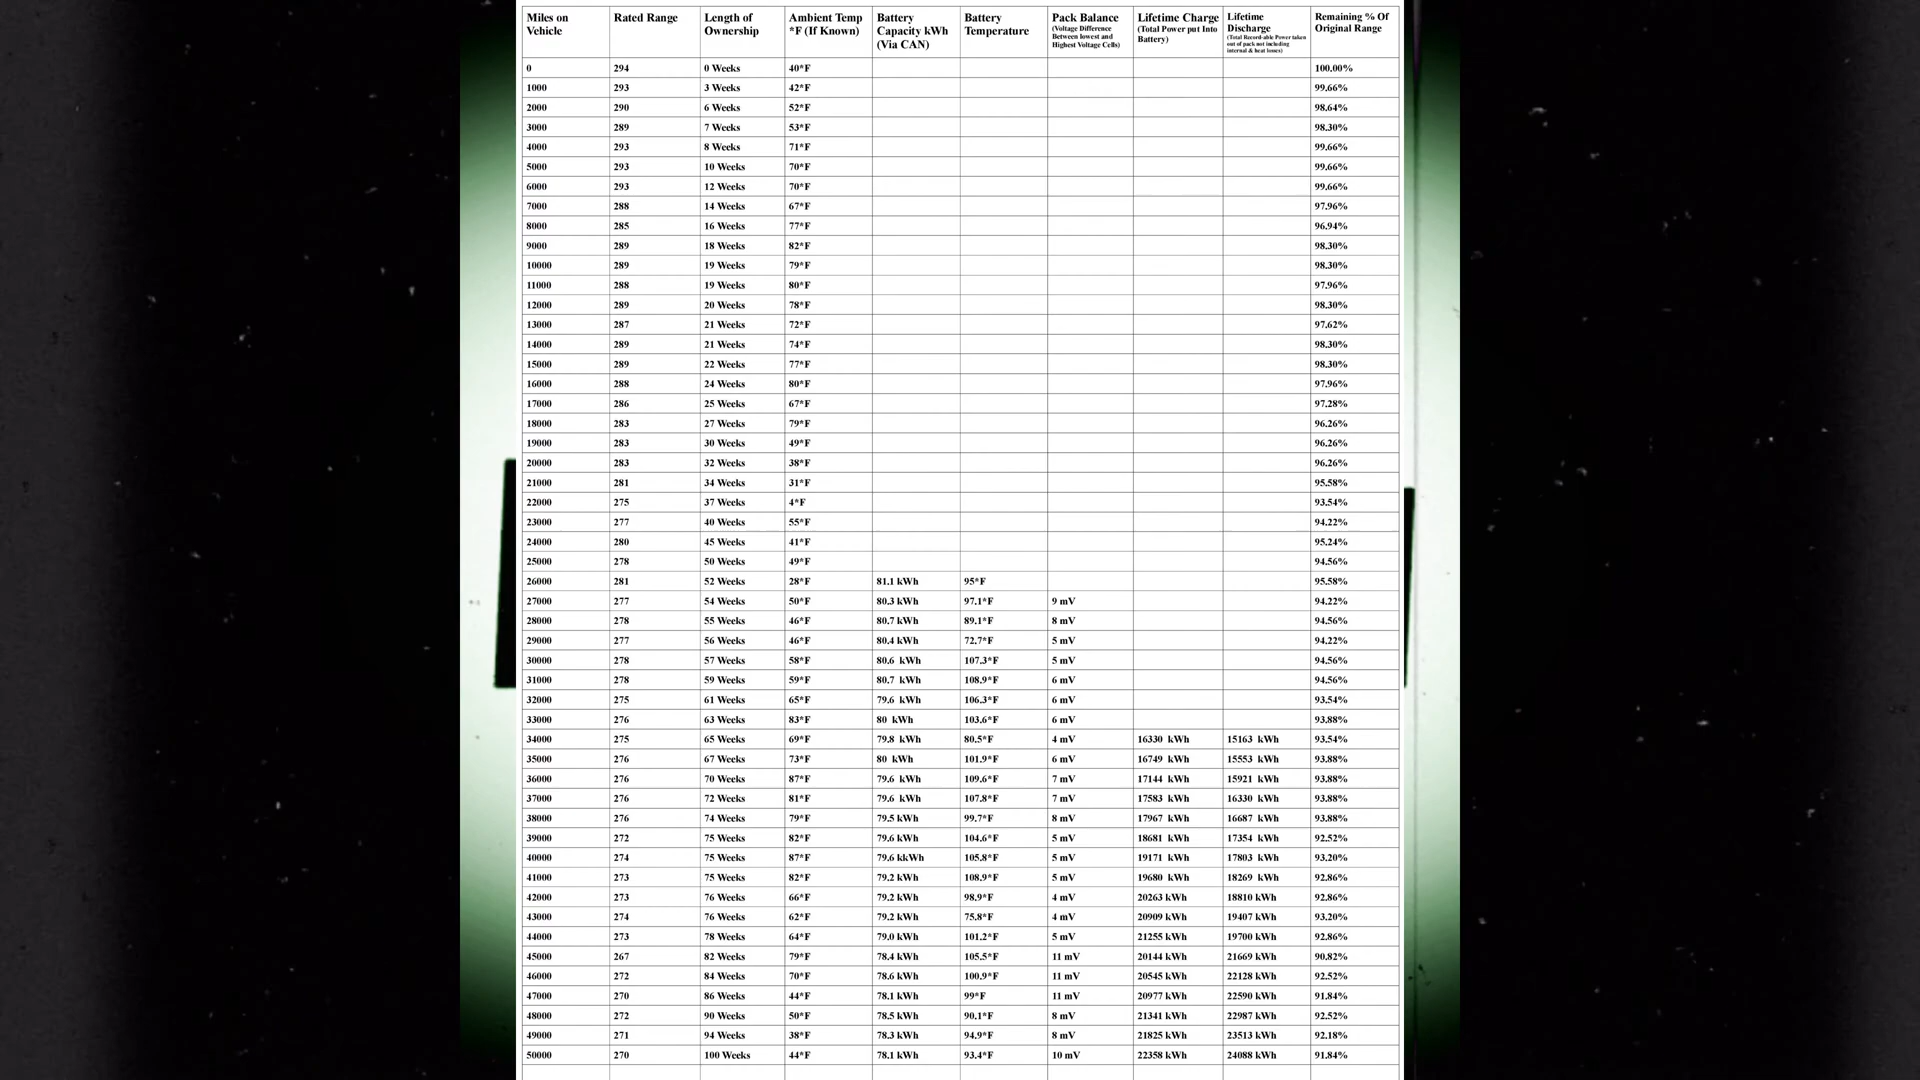 Miles on Vehicle Rated Range Length of Ownership Ambient Temp *F (If Known) Battery Capacity kWh (Via CAN) Battery Temperature Pack Balance (Voltage Difference Between lowest and Highest Voltage Cells) Lifetime Charge (Total Power put Into Battery) Lifetime Discharge (Total Record-able Power taken out of pack not including internal & heat losses) Remaining % Of Original Range
0 294 0 Weeks 40*F 100.00%
1000 293 3 Weeks 42*F 99.66%
2000 290 6 Weeks 52*F 98.64%
3000 289 7 Weeks 53*F 98.30%
4000 293 8 Weeks 71*F 99.66%
5000 293 10 Weeks 70*F 99.66%
6000 293 12 Weeks 70*F 99.66%
7000 288 14 Weeks 67*F 97.96%
8000 285 16 Weeks 77*F 96.94%
9000 289 18 Weeks 82*F 98.30%
10000 289 19 Weeks 79*F 98.30%
11000 288 19 Weeks 80*F 97.96%
12000 289 20 Weeks 78*F 98.30%
13000 287 21 Weeks 72*F 97.62%
14000 289 21 Weeks 74*F 98.30%
15000 289 22 Weeks 77*F 98.30%
16000 288 24 Weeks 80*F 97.96%
17000 286 25 Weeks 67*F 97.28%
18000 283 27 Weeks 79*F 96.26%
19000 283 30 Weeks 49*F 96.26%
20000 283 32 Weeks 38*F 96.26%
21000 281 34 Weeks 31*F 95.58%
22000 275 37 Weeks 4*F 93.54%
23000 277 40 Weeks 55*F 94.22%
24000 280 45 Weeks 41*F 95.24%
25000 278 50 Weeks 49*F 94.56%
26000 281 52 Weeks 28*F 81.1 kWh 95*F 95.58%
27000 277 54 Weeks 50*F 80.3 kWh 97.1*F 9 mV 94.22%
28000 278 55 Weeks 46*F 80.7 kWh 89.1*F 8 mV 94.56%
29000 277 56 Weeks 46*F 80.4 kWh 72.7*F 5 mV 94.22%
30000 278 57 Weeks 58*F 80.6 kWh 107.3*F 5 mV 94.56%
31000 278 59 Weeks 59*F 80.7 kWh 108.9*F 6 mV 94.56%
32000 275 61 Weeks 65*F 79.6 kWh 106.3*F 6 mV 93.54%
33000 276 63 Weeks 83*F 80 kWh 103.6*F 6 mV 93.88%
34000 275 65 Weeks 69*F 79.8 kWh 80.5*F 4 mV 16330 kWh 15163 kWh 93.54%
35000 276 67 Weeks 73*F 80 kWh 101.9*F 6 mV 16749 kWh 15553 kWh 93.88%
36000 276 70 Weeks 87*F 79.6 kWh 109.6*F 7 mV 17144 kWh 15921 kWh 93.88%
37000 276 72 Weeks 81*F 79.6 kWh 107.8*F 7 mV 17583 kWh 16330 kWh 93.88%
38000 276 74 Weeks 79*F 79.5 kWh 99.7*F 8 mV 17967 kWh 16687 kWh 93.88%
39000 272 75 Weeks 82*F 79.6 kWh 104.6*F 5 mV 18681 kWh 17354 kWh 92.52%
40000 274 75 Weeks 87*F 79.6 kkWh 105.8*F 5 mV 19171 kWh 17803 kWh 93.20%
41000 273 75 Weeks 82*F 79.2 kWh 108.9*F 5 mV 19680 kWh 18269 kWh 92.86%
42000 273 76 Weeks 66*F 79.2 kWh 98.9*F 4 mV 20263 kWh 18810 kWh 92.86%
43000 274 76 Weeks 62*F 79.2 kWh 75.8*F 4 mV 20909 kWh 19407 kWh 93.20%
44000 273 78 Weeks 64*F 79.0 kWh 101.2*F 5 mV 21255 kWh 19700 kWh 92.86%
45000 267 82 Weeks 79*F 78.4 kWh 105.5*F 11 mV 20144 kWh 21669 kWh 90.82%
46000 272 84 Weeks 70*F 78.6 kWh 100.9*F 11 mV 20545 kWh 22128 kWh 92.52%
47000 270 86 Weeks 44*F 78.1 kWh 99*F 11 mV 20977 kWh 22590 kWh 91.84%
48000 272 90 Weeks 50*F 78.5 kWh 90.1*F 8 mV 21341 kWh 22987 kWh 92.52%
49000 271 94 Weeks 38*F 78.3 kWh 94.9*F 8 mV 21825 kWh 23513 kWh 92.18%
50000 270 100 Weeks 44*F 78.1 kWh 93.4*F 10 mV 22358 kWh 24088 kWh 91.84%